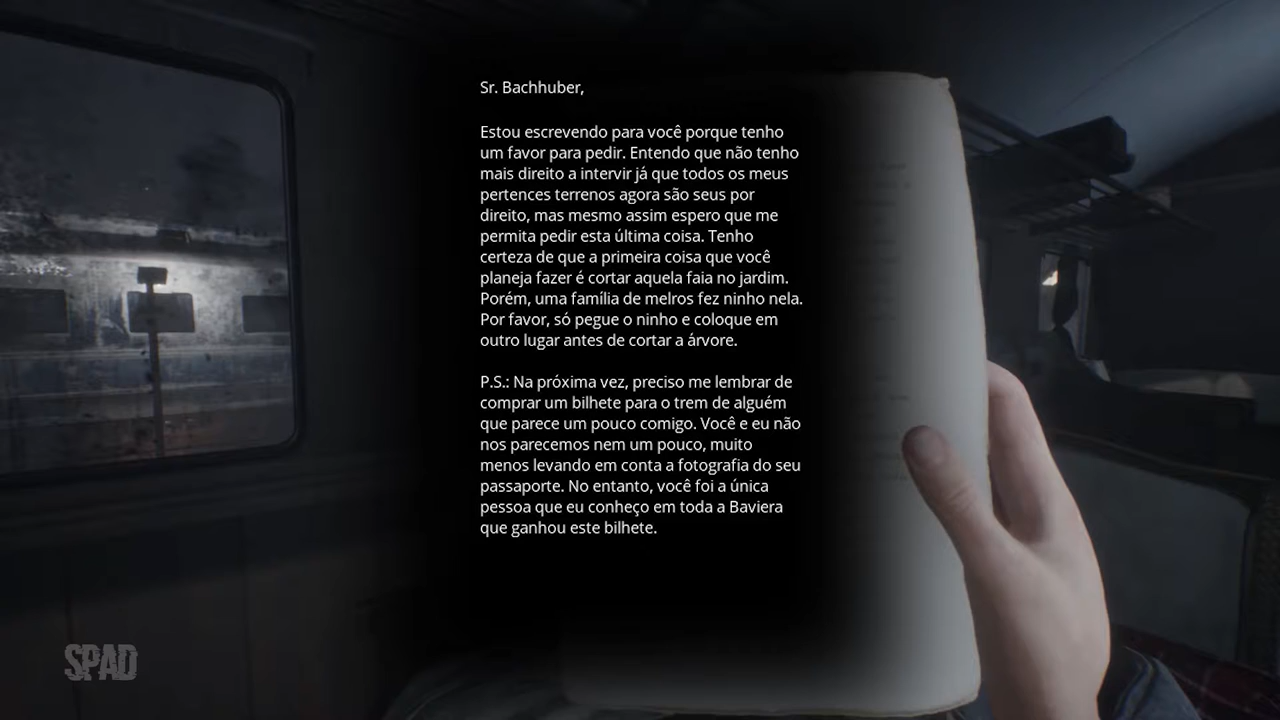 Sr. Bachhuber,
Estou escrevendo para você porque tenho
um favor para pedir. Entendo que não tenho
mais direito a intervir já que todos os meus
pertences terrenos agora são seus por
direito, mas mesmo assim espero que me
permita pedir esta última coisa. Tenho
certeza de que a primeira coisa que você
planeja fazer é cortar aquela faia no jardim.
Porém, uma família de melros fez ninho nela.
Por favor, só pegue o ninho e coloque em
outro lugar antes de cortar a árvore.
P.S.: Na próxima vez, preciso me lembrar de
comprar um bilhete para o trem de alguém
que parece um pouco comigo. Você e eu não
nos parecemos nem um pouco, muito
menos levando em conta a fotografia do seu
passaporte. No entanto, você foi a única
pessoa que eu conheço em toda a Baviera
que ganhou este bilhete.
SPAD